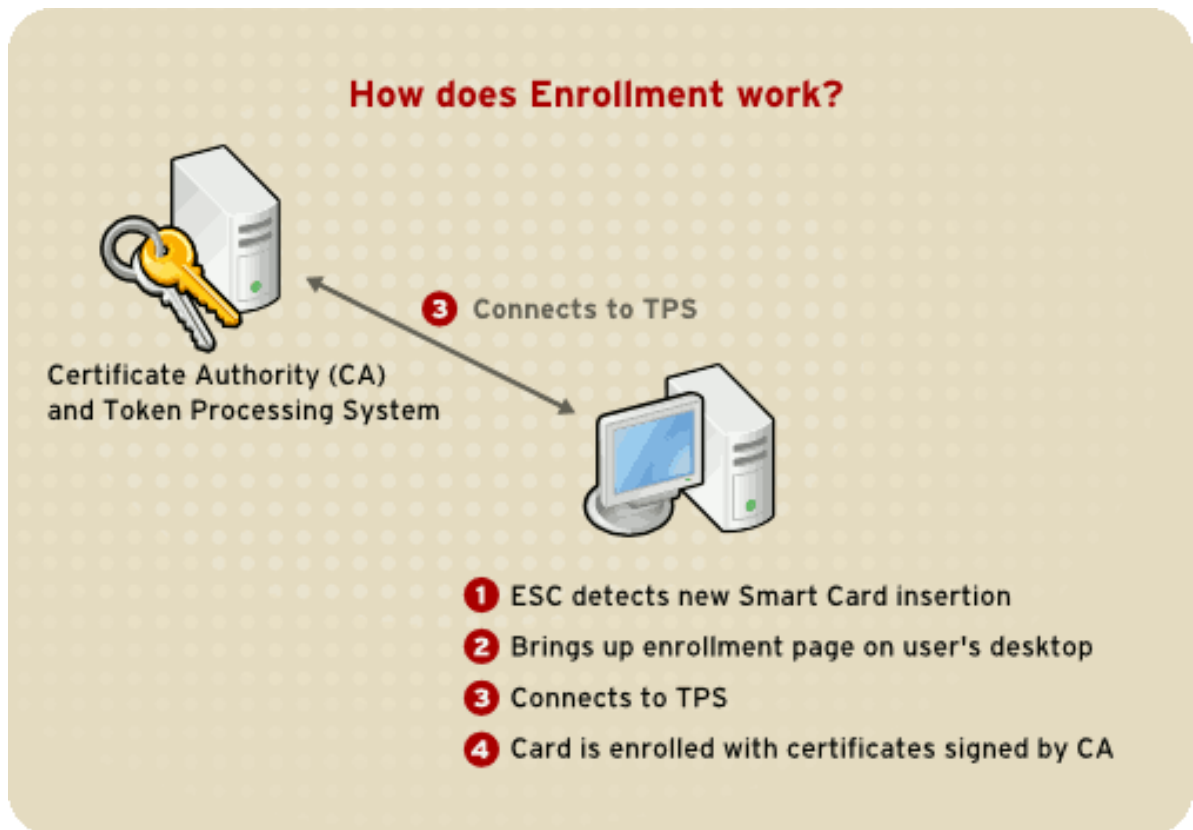 How does Enrollment work?
3 Connects to TPS
Certificate Authority (CA)
and Token Processing System
1 ESC detects new Smart Card insertion
2 Brings up enrollment page on user's desktop
3 Connects to TPS
4 Card is enrolled with certificates signed by CA